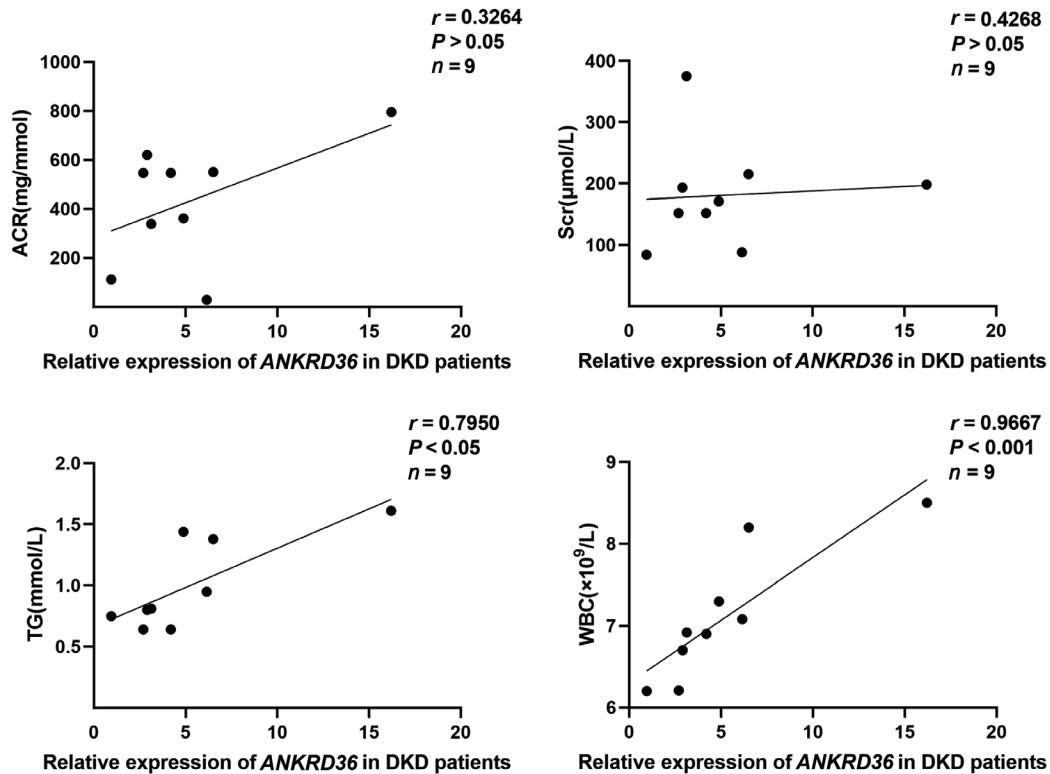 r = 0.3264
P > 0.05
n = 9
ACR(mg/mmol)
1000
800
600
400
200
0 5 10 15 20
Relative expression of ANKRD36 in DKD patients
r = 0.4268
P > 0.05
n = 9
Scr(μmol/L)
400
300
200
100
0 5 10 15 20
Relative expression of ANKRD36 in DKD patients
r = 0.7950
P < 0.05
n = 9
TG(mmol/L)
2.0
1.5
1.0
0.5
0 5 10 15 20
Relative expression of ANKRD36 in DKD patients
r = 0.9667
P < 0.001
n = 9
WBC(×10⁹/L)
9
8
7
6
0 5 10 15 20
Relative expression of ANKRD36 in DKD patients